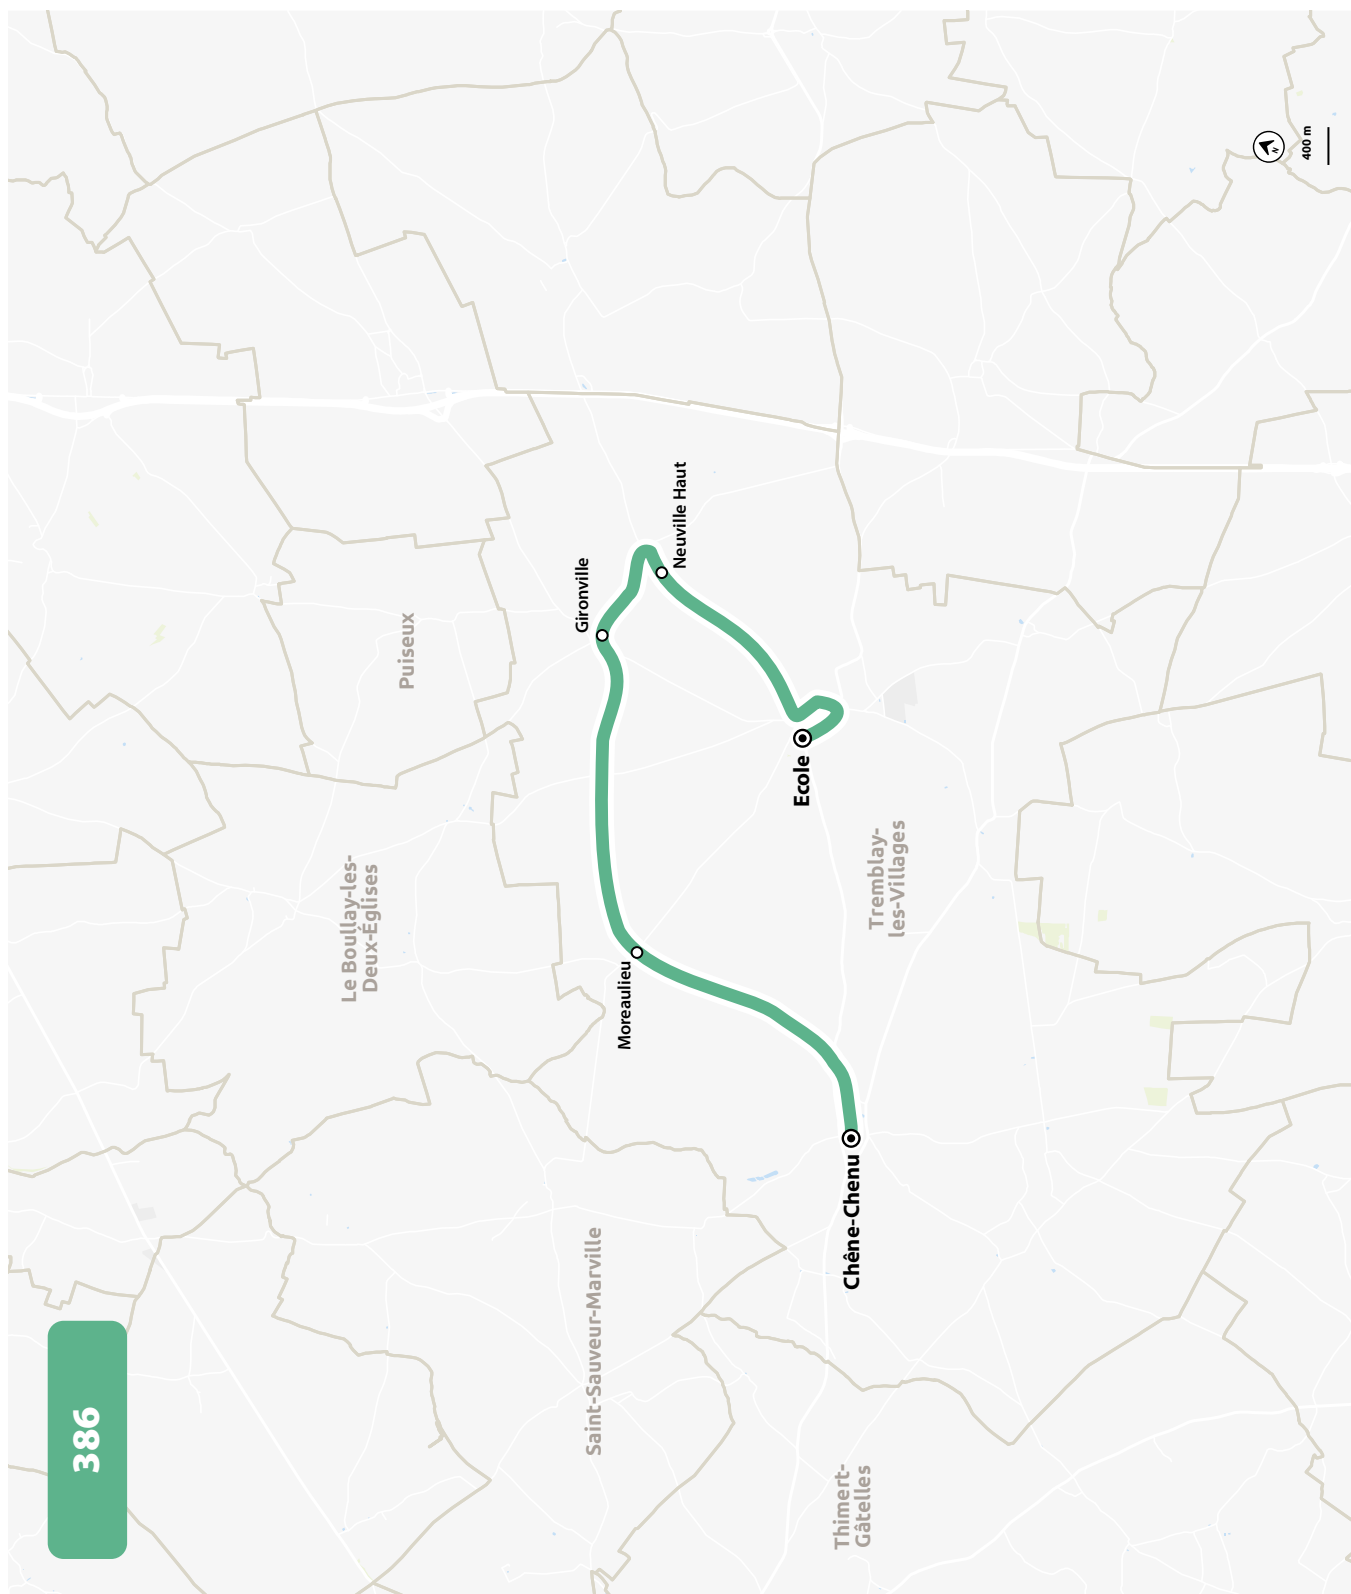 386
Le Boullay-les-
Deux-Églises
Puiseux
Gironville
Neuville Haut
Moreaulieu
Saint-Sauveur-Marville
Ecole
Chêne-Chenu
Tremblay-
les-Villages
Thimert-
Gâtelles
N
400 m